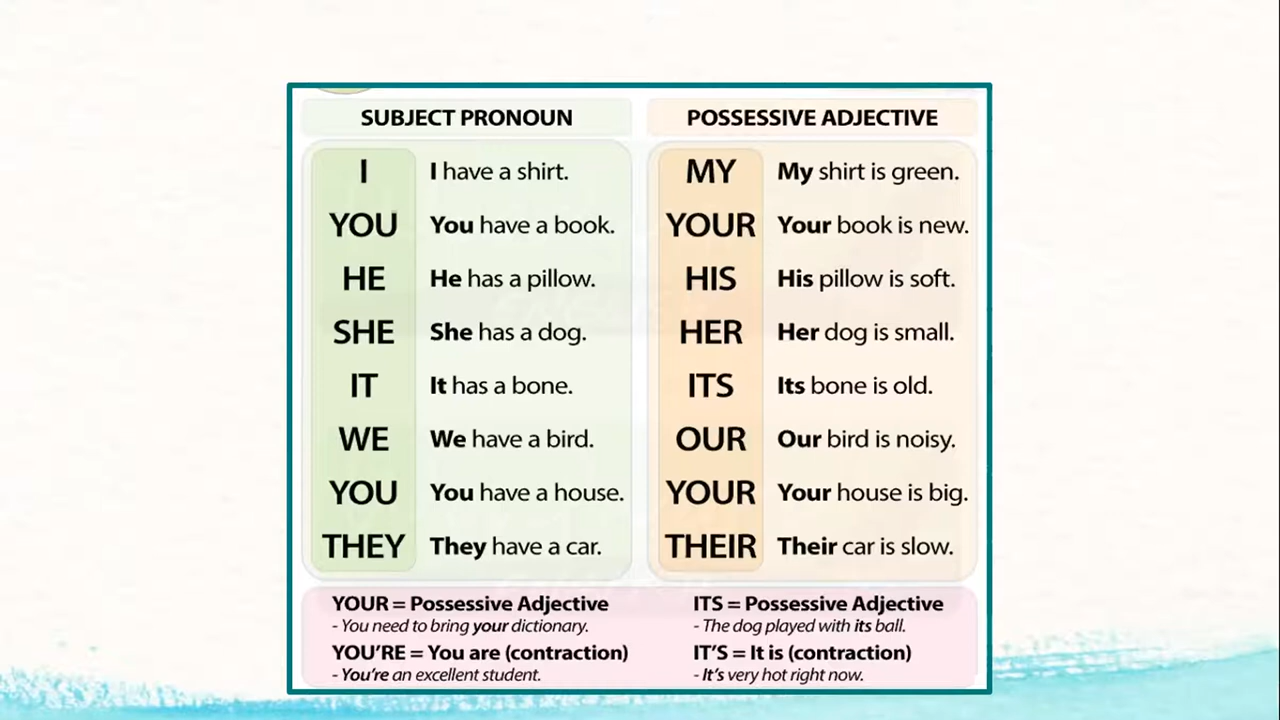 SUBJECT PRONOUN POSSESSIVE ADJECTIVE
I I have a shirt. MY My shirt is green.
YOU You have a book. YOUR Your book is new.
HE He has a pillow. HIS His pillow is soft.
SHE She has a dog. HER Her dog is small.
IT It has a bone. ITS Its bone is old.
WE We have a bird. OUR Our bird is noisy.
YOU You have a house. YOUR Your house is big.
THEY They have a car. THEIR Their car is slow.
YOUR = Possessive Adjective ITS = Possessive Adjective
- You need to bring your dictionary. - The dog played with its ball.
YOU'RE = You are (contraction) IT'S = It is (contraction)
- You're an excellent student. - It's very hot right now.